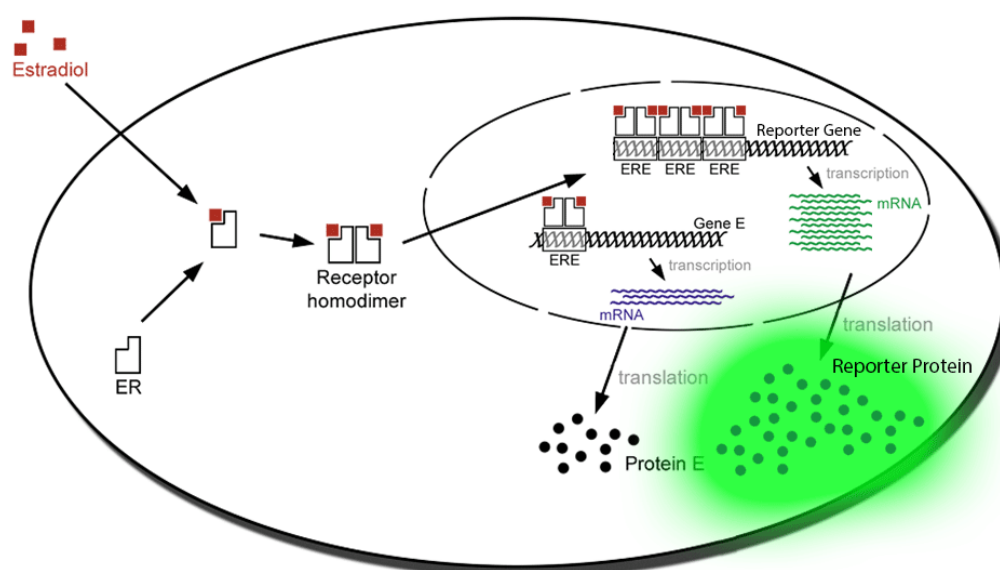 Estradiol
ER
Receptor
homodimer
Reporter Gene
ERE ERE ERE
transcription
mRNA
Gene E
ERE
transcription
mRNA
translation
Protein E
translation
Reporter Protein